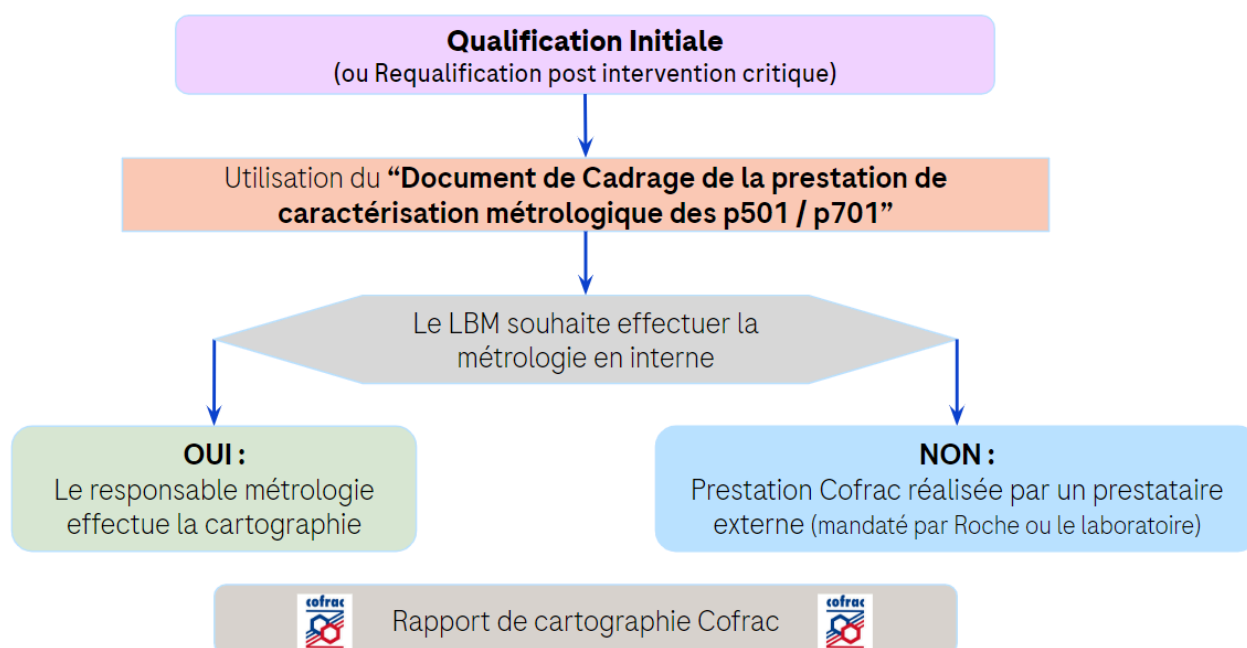 Qualification Initiale
(ou Requalification post intervention critique)
Utilisation du “Document de Cadrage de la prestation de
caractérisation métrologique des p501 / p701”
Le LBM souhaite effectuer la
métrologie en interne
OUI :
Le responsable métrologie
effectue la cartographie
NON :
Prestation Cofrac réalisée par un prestataire
externe (mandaté par Roche ou le laboratoire)
cofrac Rapport de cartographie Cofrac cofrac